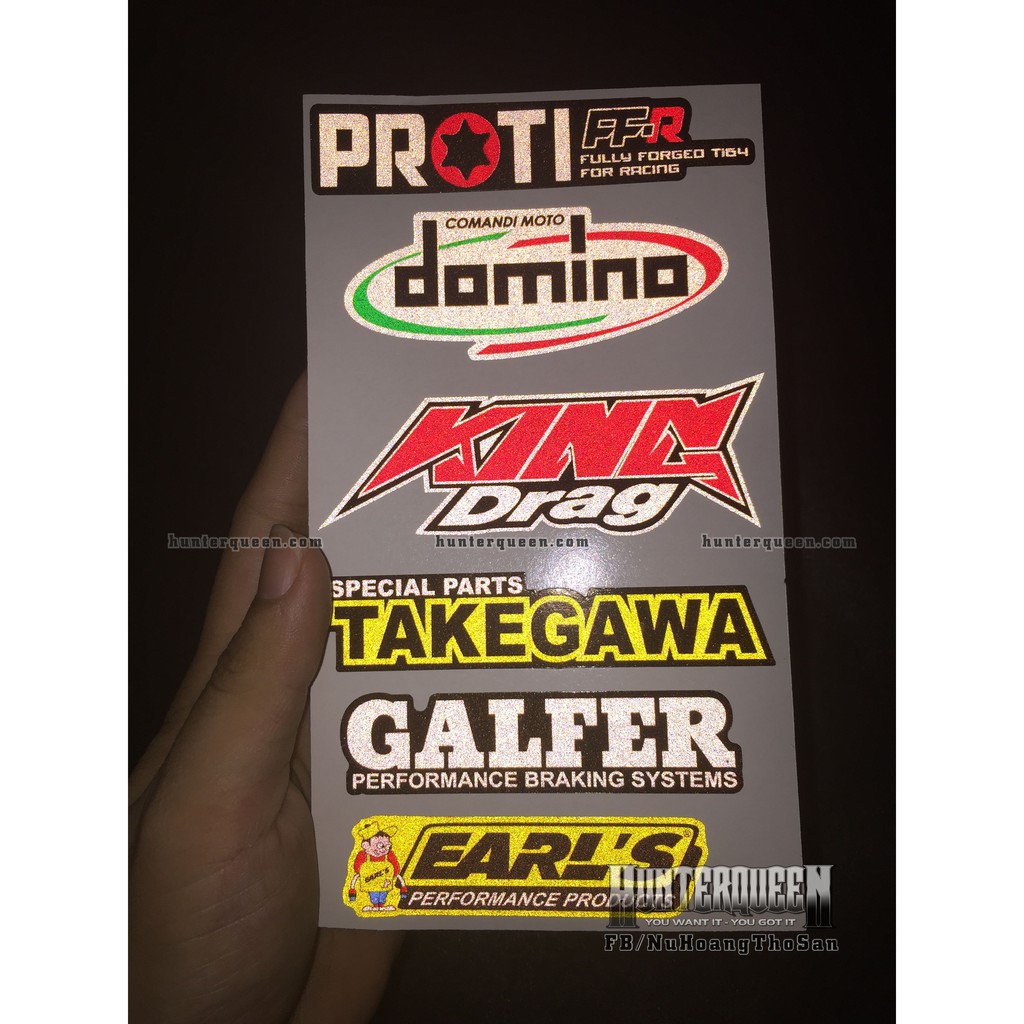 PROTI FF-R
FULLY FORGED Ti64
FOR RACING
COMANDI MOTO
domino
KING
Drag
hunterqueen.com hunterqueen.com hunterqueen.com
SPECIAL PARTS
TAKEGAWA
GALFER
PERFORMANCE BRAKING SYSTEMS
EARL'S
EARL'S
PERFORMANCE PRODUCTS
HUNTERQUEEN
YOU WANT IT - YOU GOT IT
FB/NuHoangThoSan